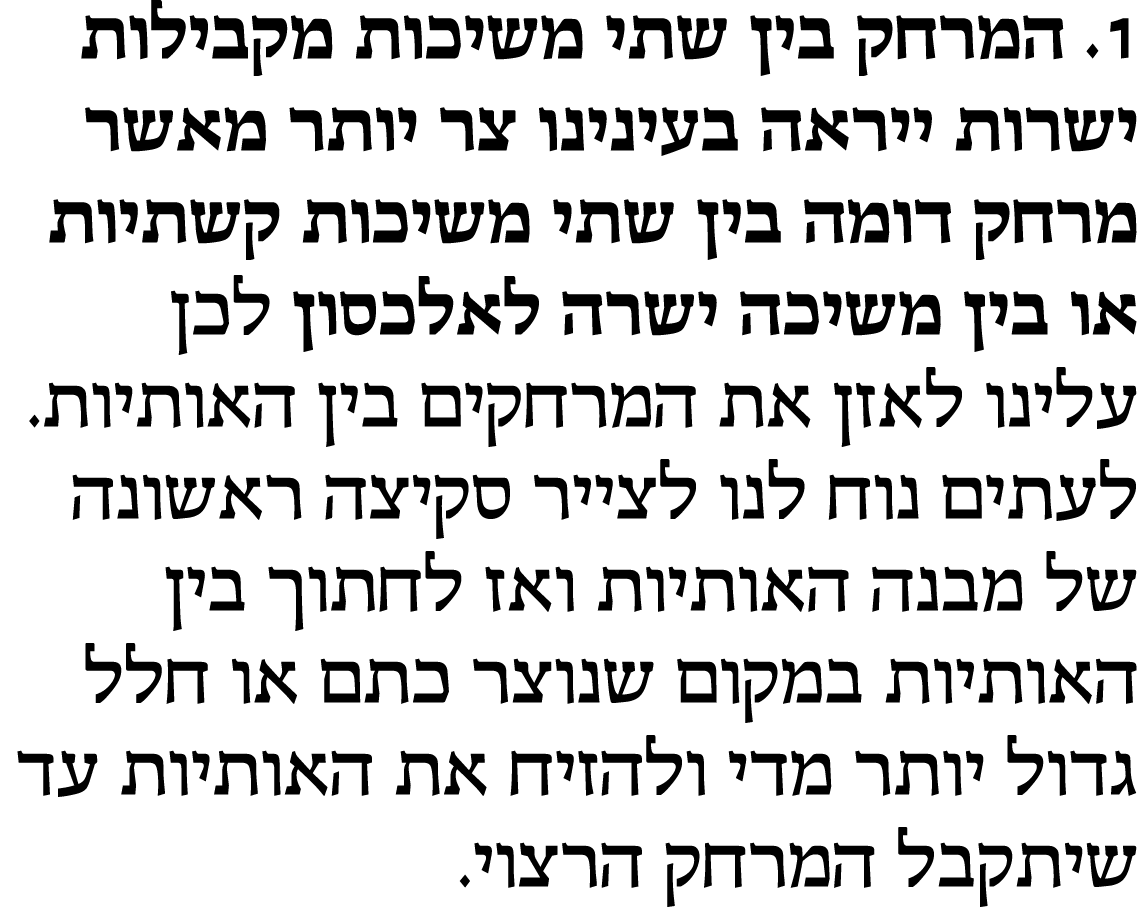 1. המרחק בין שתי משיכות מקבילות
ישרות ייראה בעינינו צר יותר מאשר
מרחק דומה בין שתי משיכות קשתיות
או בין משיכה ישרה לאלכסון לכן
עלינו לאזן את המרחקים בין האותיות.
לעתים נוח לנו לצייר סקיצה ראשונה
של מבנה האותיות ואז לחתוך בין
האותיות במקום שנוצר כתם או חלל
גדול יותר מדי ולהזיח את האותיות עד
שיתקבל המרחק הרצוי.